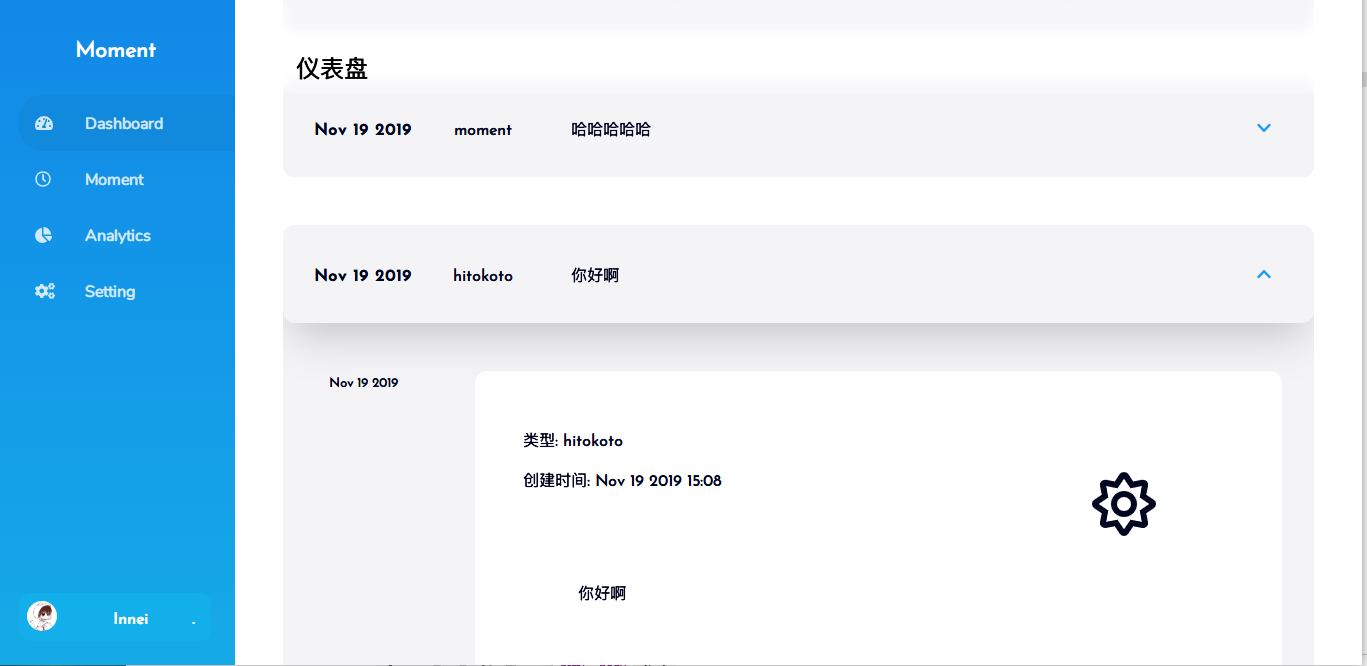 Moment
Dashboard
Moment
Analytics
Setting
Innei .
仪表盘
Nov 19 2019 moment 哈哈哈哈哈
Nov 19 2019 hitokoto 你好啊
Nov 19 2019
类型: hitokoto
创建时间: Nov 19 2019 15:08
你好啊